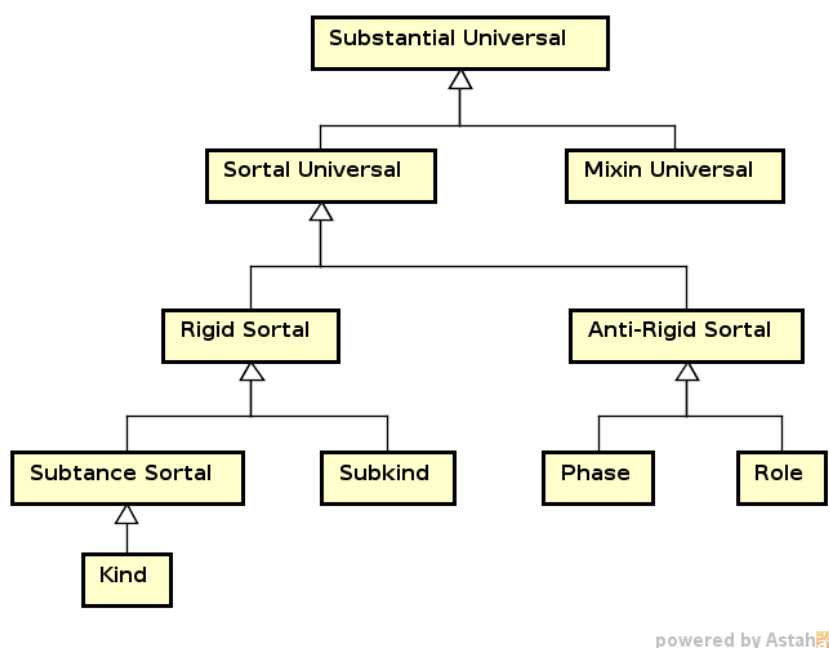 Substantial Universal
Sortal Universal
Mixin Universal
Rigid Sortal
Anti-Rigid Sortal
Subtance Sortal
Subkind
Phase
Role
Kind
powered by Astah